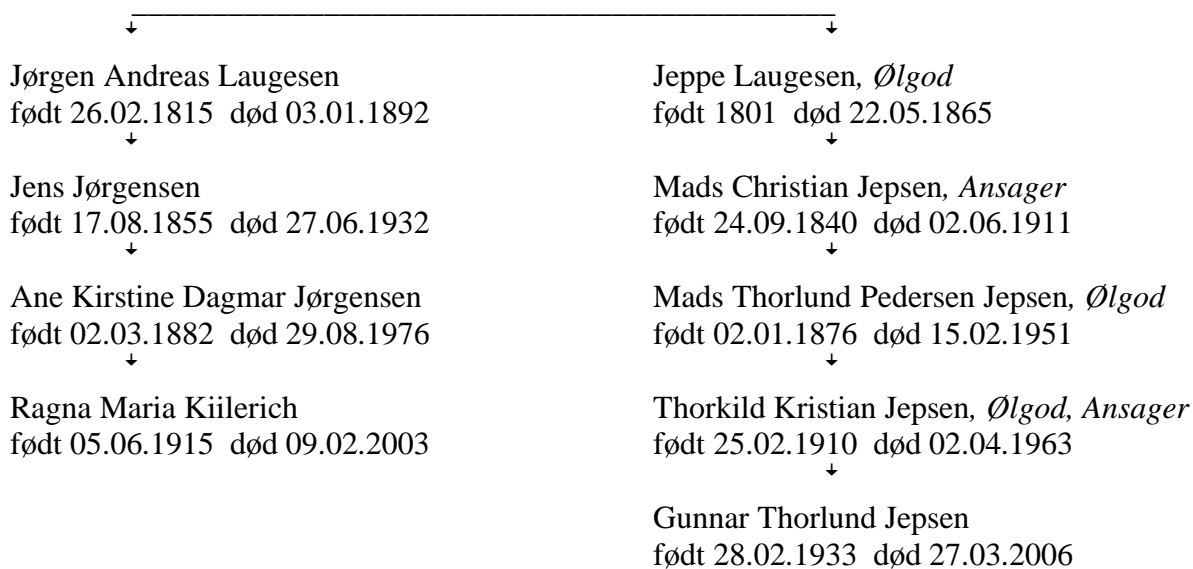 Jørgen Andreas Laugesen
født 26.02.1815 død 03.01.1892
Jens Jørgensen
født 17.08.1855 død 27.06.1932
Ane Kirstine Dagmar Jørgensen
født 02.03.1882 død 29.08.1976
Ragna Maria Kiilerich
født 05.06.1915 død 09.02.2003
Jeppe Laugesen, Ølgod
født 1801 død 22.05.1865
Mads Christian Jepsen, Ansager
født 24.09.1840 død 02.06.1911
Mads Thorlund Pedersen Jepsen, Ølgod
født 02.01.1876 død 15.02.1951
Thorkild Kristian Jepsen, Ølgod, Ansager
født 25.02.1910 død 02.04.1963
Gunnar Thorlund Jepsen
født 28.02.1933 død 27.03.2006